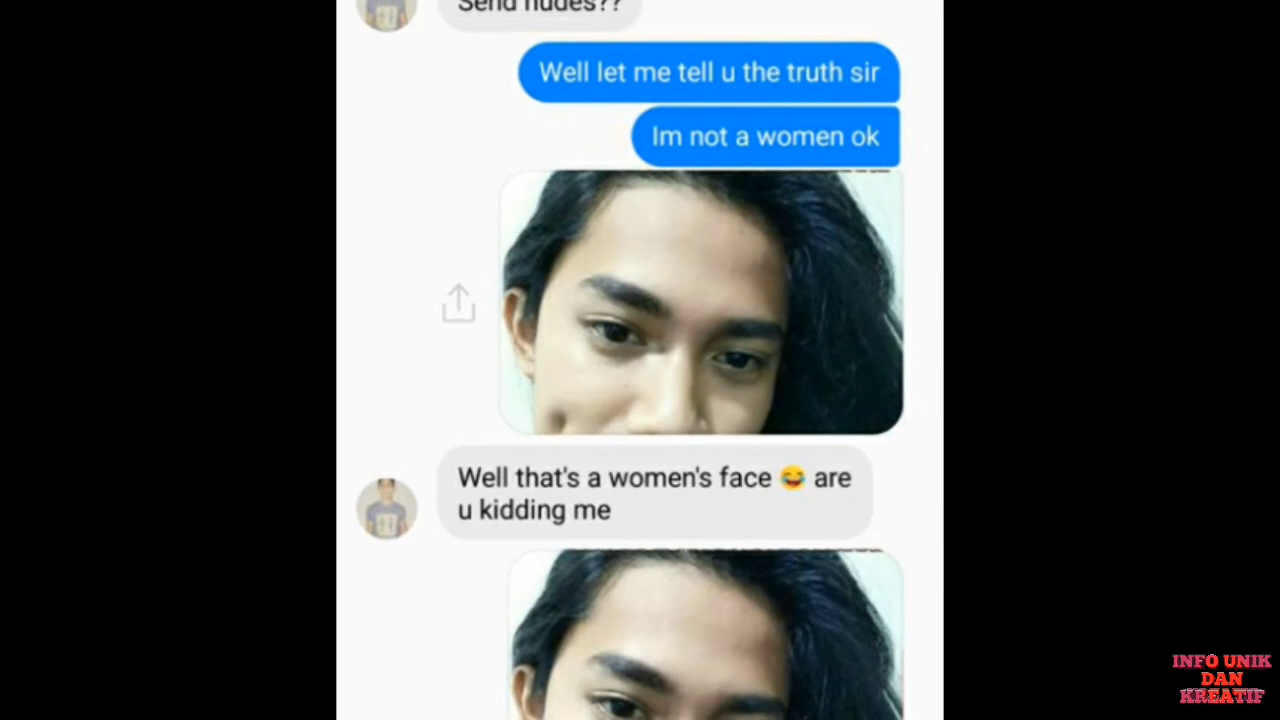 Send nudes??
Well let me tell u the truth sir
Im not a women ok
Well that's a women's face 😂 are
u kidding me
INFO UNIK
DAN
KREATIF